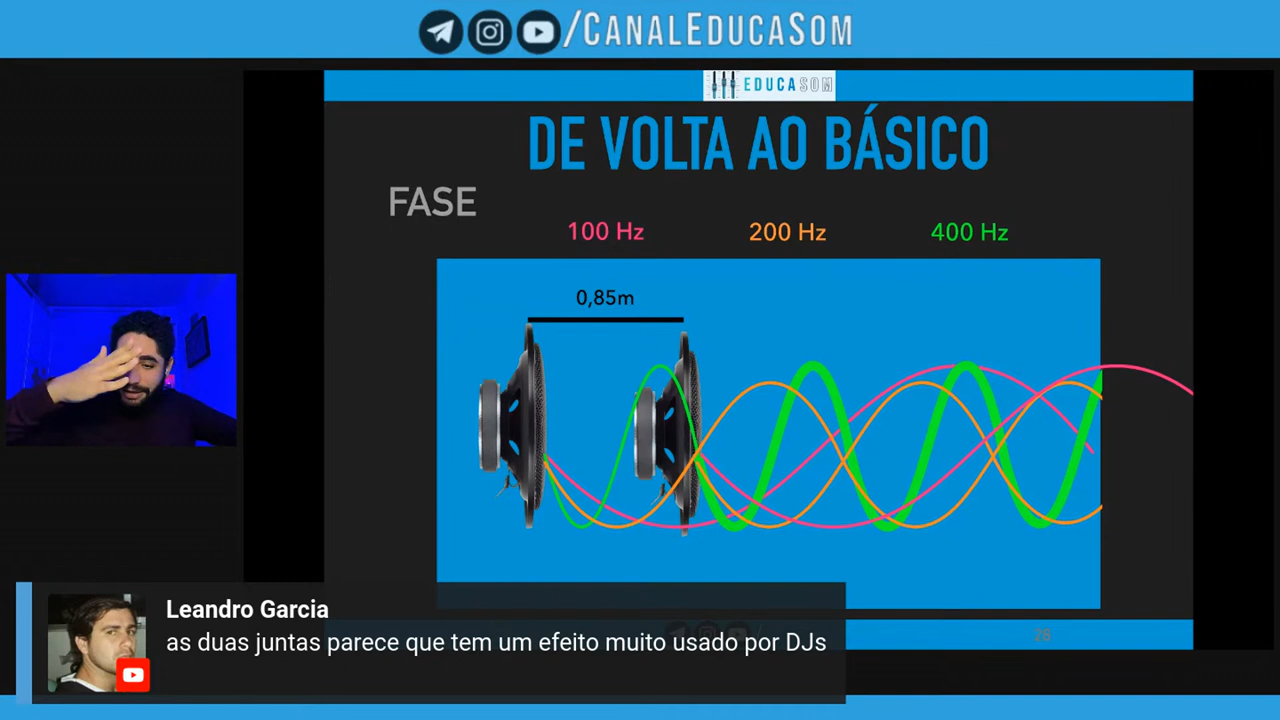 /CANALEDUCASOM
EDUCASOM
DE VOLTA AO BÁSICO
FASE
100 Hz 200 Hz 400 Hz
0,85m
Leandro Garcia
as duas juntas parece que tem um efeito muito usado por DJs
28